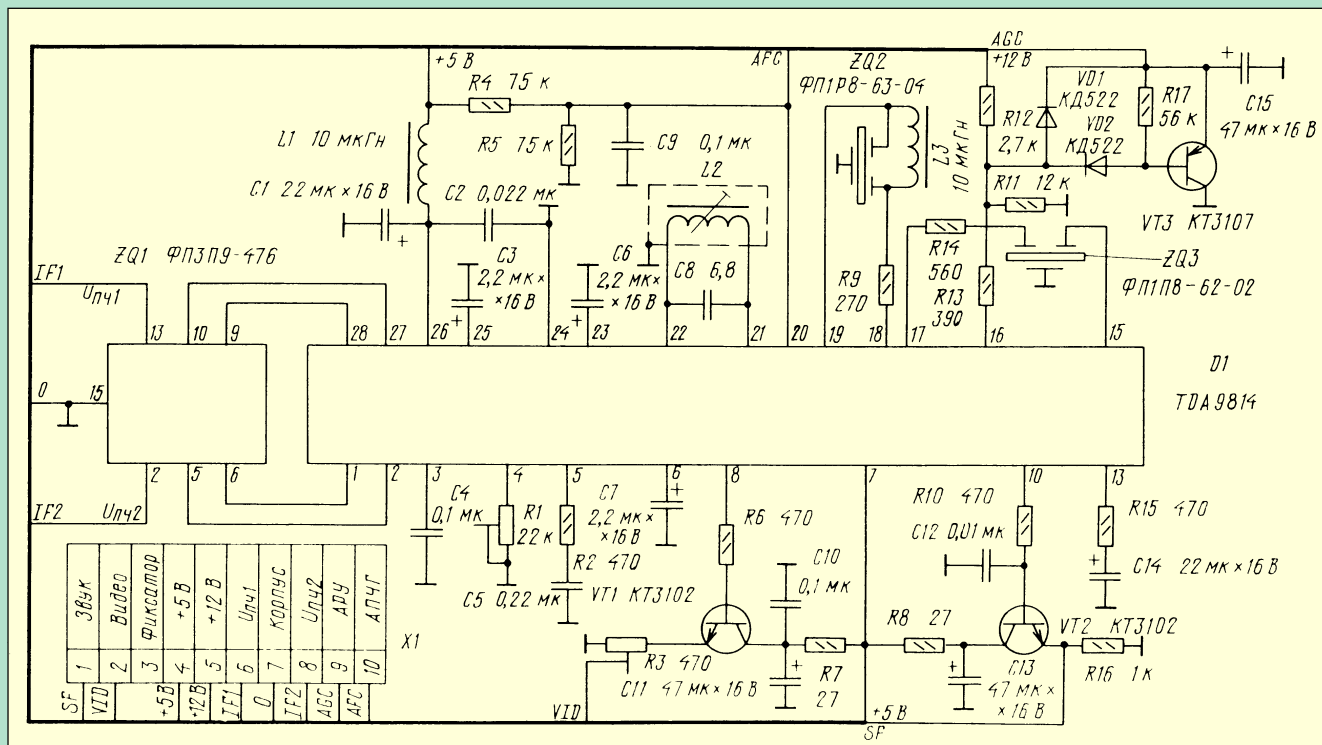 +5 В
R4 75 к
AFC
ZQ2
ФП1Р8-63-04
AGC
+12 В
VD1
КД522
VD2
КД522
R17
56 к
C15
47 мк × 16 В
L1 10 мкГн
R5 75 к
C9 0,1 мк
L2
L3
10 мкГн
R12
2,7 к
R11 12 к
VT3 КТ3107
C1 22 мк × 16 В
C2 0,022 мк
ZQ1 ФП3П9-476
C3
2,2 мк ×
× 16 В
C6
2,2 мк ×
× 16 В
C8 6,8
R9
270
R14
560
R13
390
ZQ3
ФП1П8-62-02
IF1
Uпч1
13 10 9 28 27 26 25 24 23 22 21 20 19 18 17 16 15
0
15
D1
TDA9814
2 5 6 1 2 3 4 5 6 8 7 10 13
IF2
Uпч2
C4
0,1 мк
R1
22 к
C7
2,2 мк ×
× 16 В
R2 470
C5 0,22 мк
VT1 КТ3102
R6 470
C10
0,1 мк
R10 470
C12 0,01 мк
R15 470
C14 22 мк × 16 В
R8 27
VT2 КТ3102
R3 470
C11 47 мк × 16 В
R7
27
C13
47 мк ×
× 16 В
R16 1 к
VID
+5 В
SF
X1
SF 1 Звук
VID 2 Видео
3 Фиксатор
+5 В 4 +5 В
+12 В 5 +12 В
IF1 6 Uпч1
0 7 Корпус
IF2 8 Uпч2
AGC 9 АРУ
AFC 10 АПЧГ